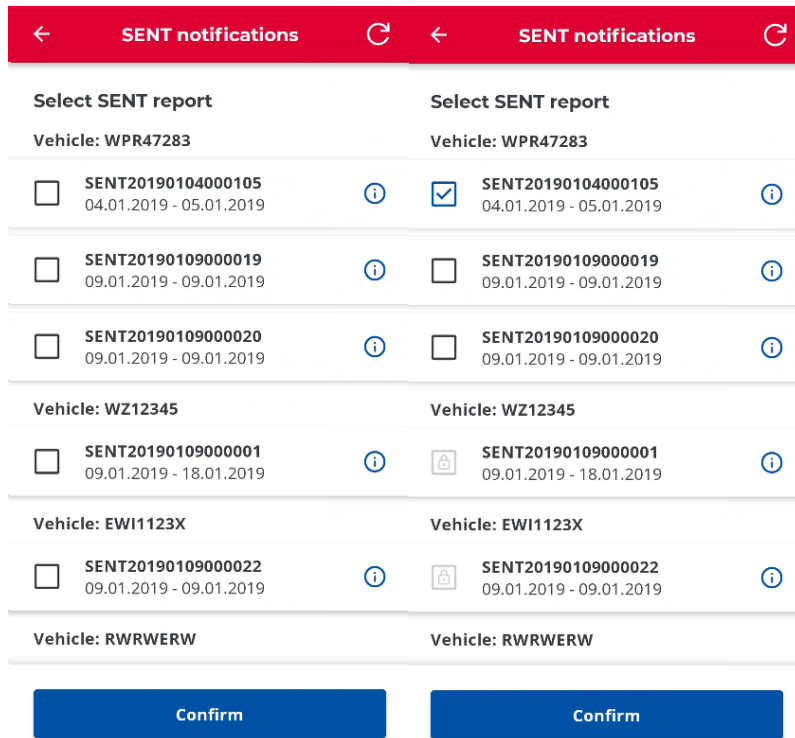 SENT notifications
Select SENT report
Vehicle: WPR47283
SENT20190104000105
04.01.2019 - 05.01.2019
SENT20190109000019
09.01.2019 - 09.01.2019
SENT20190109000020
09.01.2019 - 09.01.2019
Vehicle: WZ12345
SENT20190109000001
09.01.2019 - 18.01.2019
Vehicle: EWI1123X
SENT20190109000022
09.01.2019 - 09.01.2019
Vehicle: RWRWERW
Confirm
SENT notifications
Select SENT report
Vehicle: WPR47283
SENT20190104000105
04.01.2019 - 05.01.2019
SENT20190109000019
09.01.2019 - 09.01.2019
SENT20190109000020
09.01.2019 - 09.01.2019
Vehicle: WZ12345
SENT20190109000001
09.01.2019 - 18.01.2019
Vehicle: EWI1123X
SENT20190109000022
09.01.2019 - 09.01.2019
Vehicle: RWRWERW
Confirm